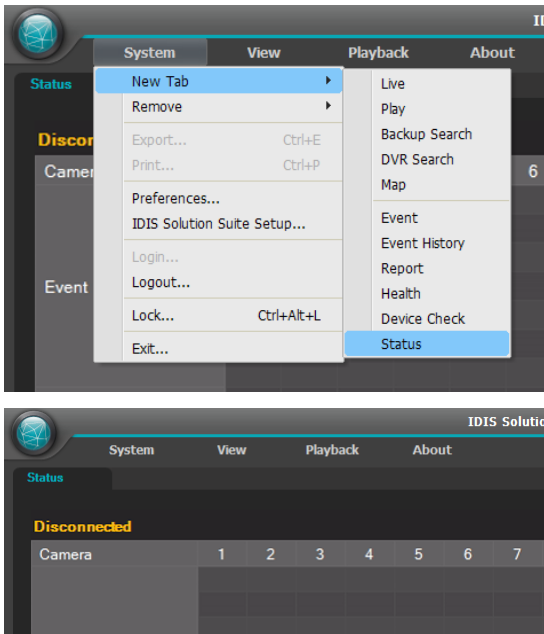 System View Playback About
Status
New Tab
Remove
Export... Ctrl+E
Print... Ctrl+P
Preferences...
IDIS Solution Suite Setup...
Login...
Logout...
Lock... Ctrl+Alt+L
Exit...
Live
Play
Backup Search
DVR Search
Map
Event
Event History
Report
Health
Device Check
Status
6
Event
IDIS Solutio
System View Playback About
Status
Disconnected
Camera 1 2 3 4 5 6 7